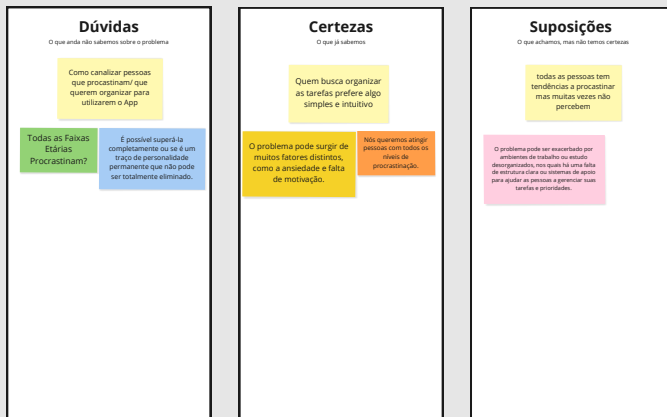 Dúvidas
O que anda não sabemos sobre o problema
Como canalizar pessoas
que procastinam/ que
querem organizar para
utilizarem o App
Todas as Faixas
Etárias
Procrastinam?
É possível superá-la
completamente ou se é um
traço de personalidade
permanente que não pode
ser totalmente eliminado.
Certezas
O que já sabemos
Quem busca organizar
as tarefas prefere algo
simples e intuitivo
O problema pode surgir de
muitos fatores distintos,
como a ansiedade e falta
de motivação.
Nós queremos atingir
pessoas com todos os
níveis de
procrastinação.
Suposições
O que achamos, mas não temos certezas
todas as pessoas tem
tendências a procastinar
mas muitas vezes não
percebem
O problema pode ser exacerbado por
ambientes de trabalho ou estudo
desorganizados, nos quais há uma falta
de estrutura clara ou sistemas de apoio
para ajudar as pessoas a gerenciar suas
tarefas e prioridades.